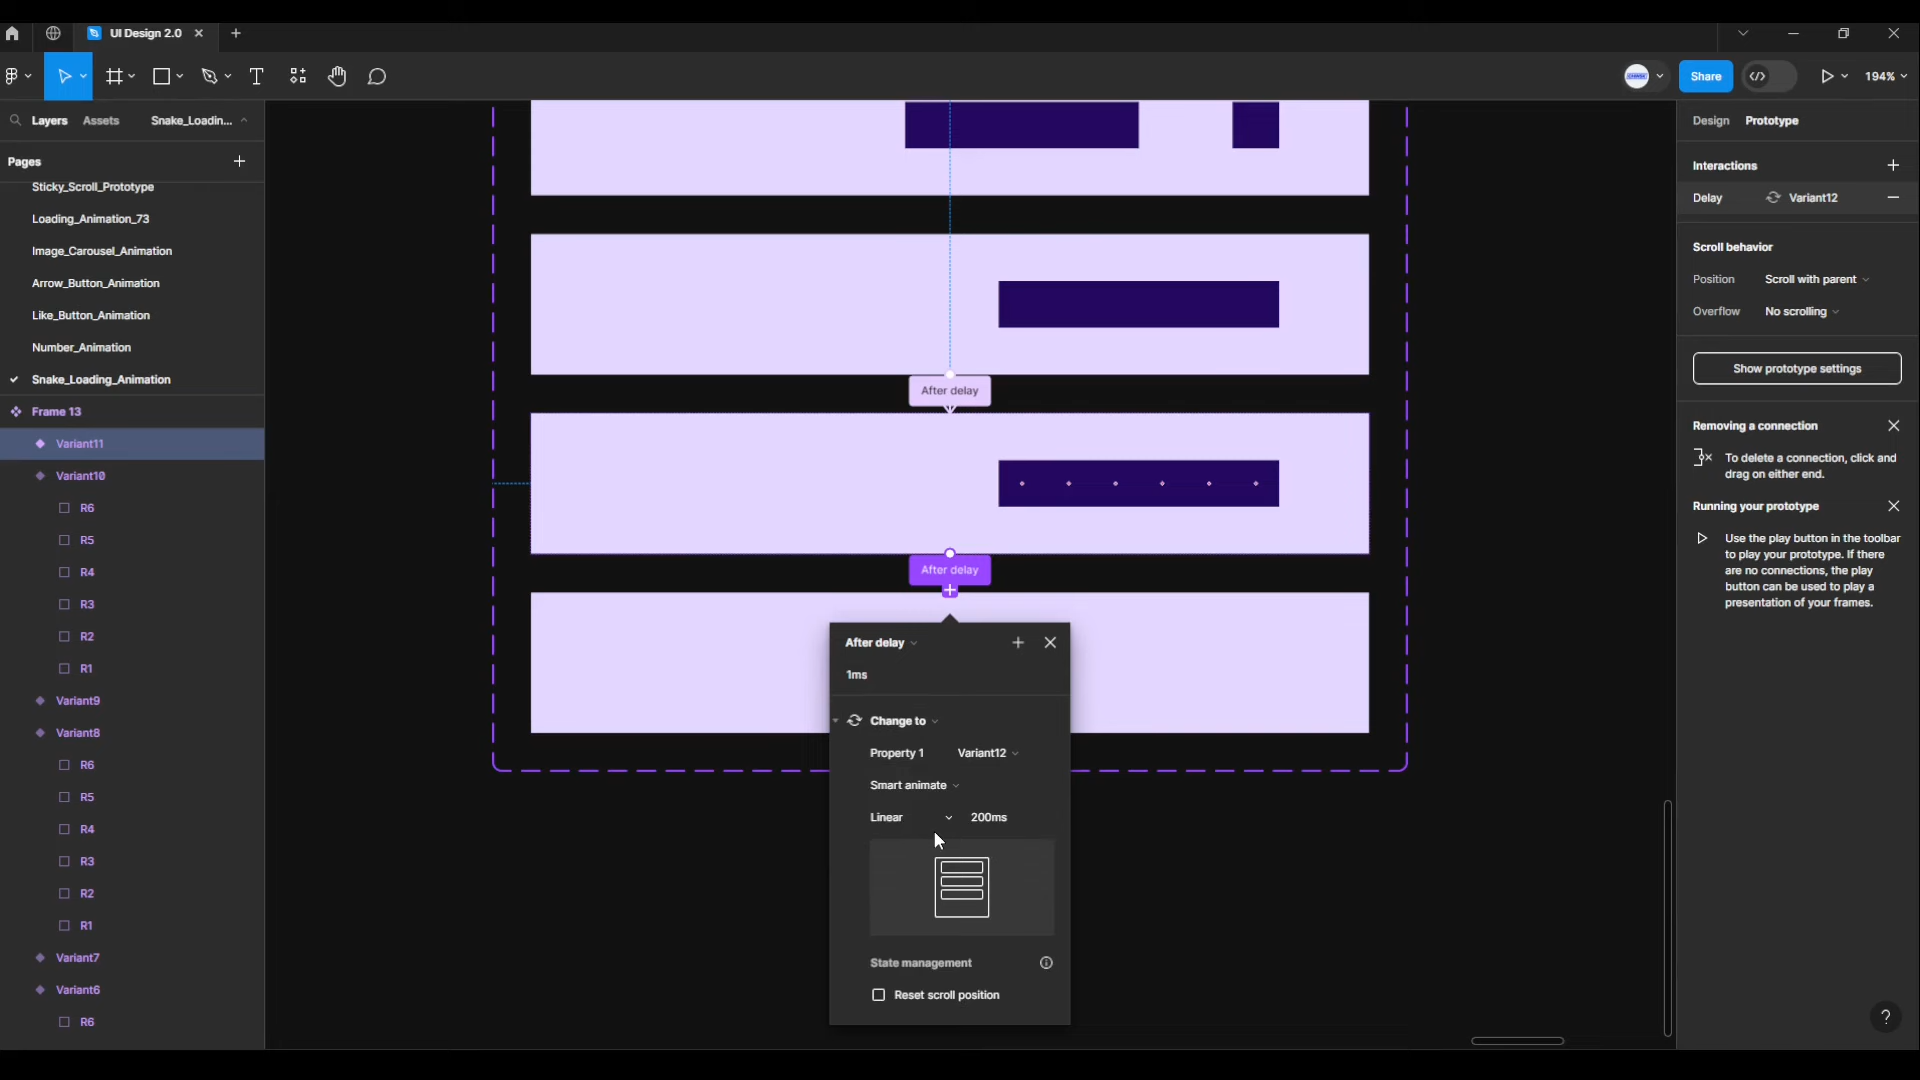 UI Design 2.0
Share
194%
Layers
Assets
Snake_Loadin...
Pages
Sticky_Scroll_Prototype
Loading_Animation_73
Image_Carousel_Animation
Arrow_Button_Animation
Like_Button_Animation
Number_Animation
Snake_Loading_Animation
Frame 13
Variant11
Variant10
R6
R5
R4
R3
R2
R1
Variant9
Variant8
R6
R5
R4
R3
R2
R1
Variant7
Variant6
R6
After delay
After delay
After delay
1ms
Change to
Property 1 Variant12
Smart animate
Linear 200ms
State management
Reset scroll position
Design Prototype
Interactions
Delay Variant12
Scroll behavior
Position Scroll with parent
Overflow No scrolling
Show prototype settings
Removing a connection
To delete a connection, click and
drag on either end.
Running your prototype
Use the play button in the toolbar
to play your prototype. If there
are no connections, the play
button can be used to play a
presentation of your frames.
?